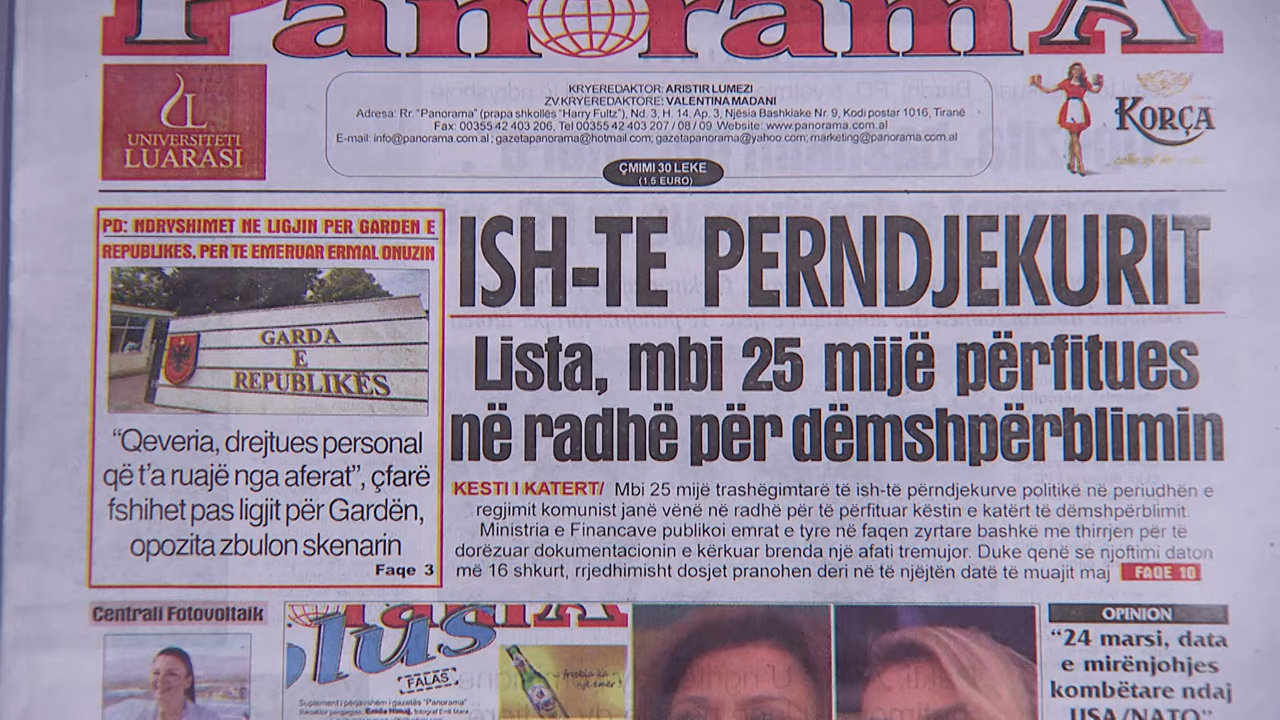 PanoramA
UNIVERSITETI
LUARASI
KRYEREDAKTOR: ARISTIR LUMEZI
ZV.KRYEREDAKTORE: VALENTINA MADANI
Adresa: Rr. "Panorama" (prapa shkollës "Harry Fultz"), Nd. 3, H. 14. Ap. 3, Njësia Bashkiake Nr. 9, Kodi postar 1016, Tiranë
Fax: 00355 42 403 206, Tel 00355 42 403 207 / 08 / 09 Website: www.panorama.com.al
E-mail: info@panorama.com.al; gazetapanorama@hotmail.com; gazetapanorama@yahoo.com; marketing@panorama.com.al
ÇMIMI 30 LEKE
(1,5 EURO)
KORÇA
PD: NDRYSHIMET NE LIGJIN PER GARDEN E
REPUBLIKES, PER TE EMERUAR ERMAL ONUZIN
GARDA
E
REPUBLIKËS
“Qeveria, drejtues personal
që t’a ruajë nga aferat”, çfarë
fshihet pas ligjit për Gardën,
opozita zbulon skenarin
Faqe 3
ISH-TE PERNDJEKURIT
Lista, mbi 25 mijë përfitues
në radhë për dëmshpërblimin
KESTI I KATERT/ Mbi 25 mijë trashëgimtarë të ish-të përndjekurve politikë në periudhën e
regjimit komunist janë vënë në radhë për të përfituar këstin e katërt të dëmshpërblimit.
Ministria e Financave publikoi emrat e tyre në faqen zyrtare bashkë me thirrjen për të
dorëzuar dokumentacionin e kërkuar brenda një afati tremujor. Duke qenë se njoftimi daton
më 16 shkurt, rrjedhimisht dosjet pranohen deri në të njëjtën datë të muajit maj FAQE 10
Centrali Fotovoltaik
plus
FALAS
Suplement i përjavshëm i gazetës "Panorama"
OPINION
“24 marsi, data
e mirënjohjes
kombëtare ndaj
USA/NATO”